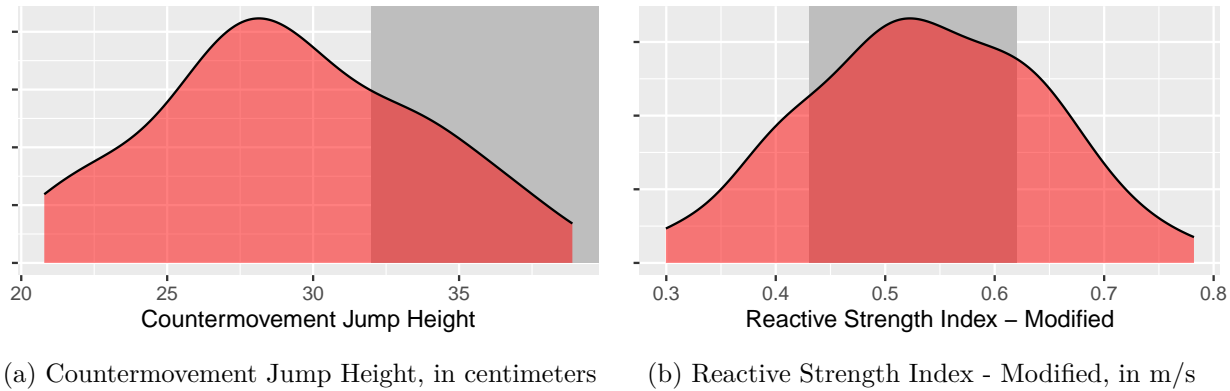 20 25 30 35
Countermovement Jump Height
0.3 0.4 0.5 0.6 0.7 0.8
Reactive Strength Index – Modified
(a) Countermovement Jump Height, in centimeters
(b) Reactive Strength Index - Modified, in m/s